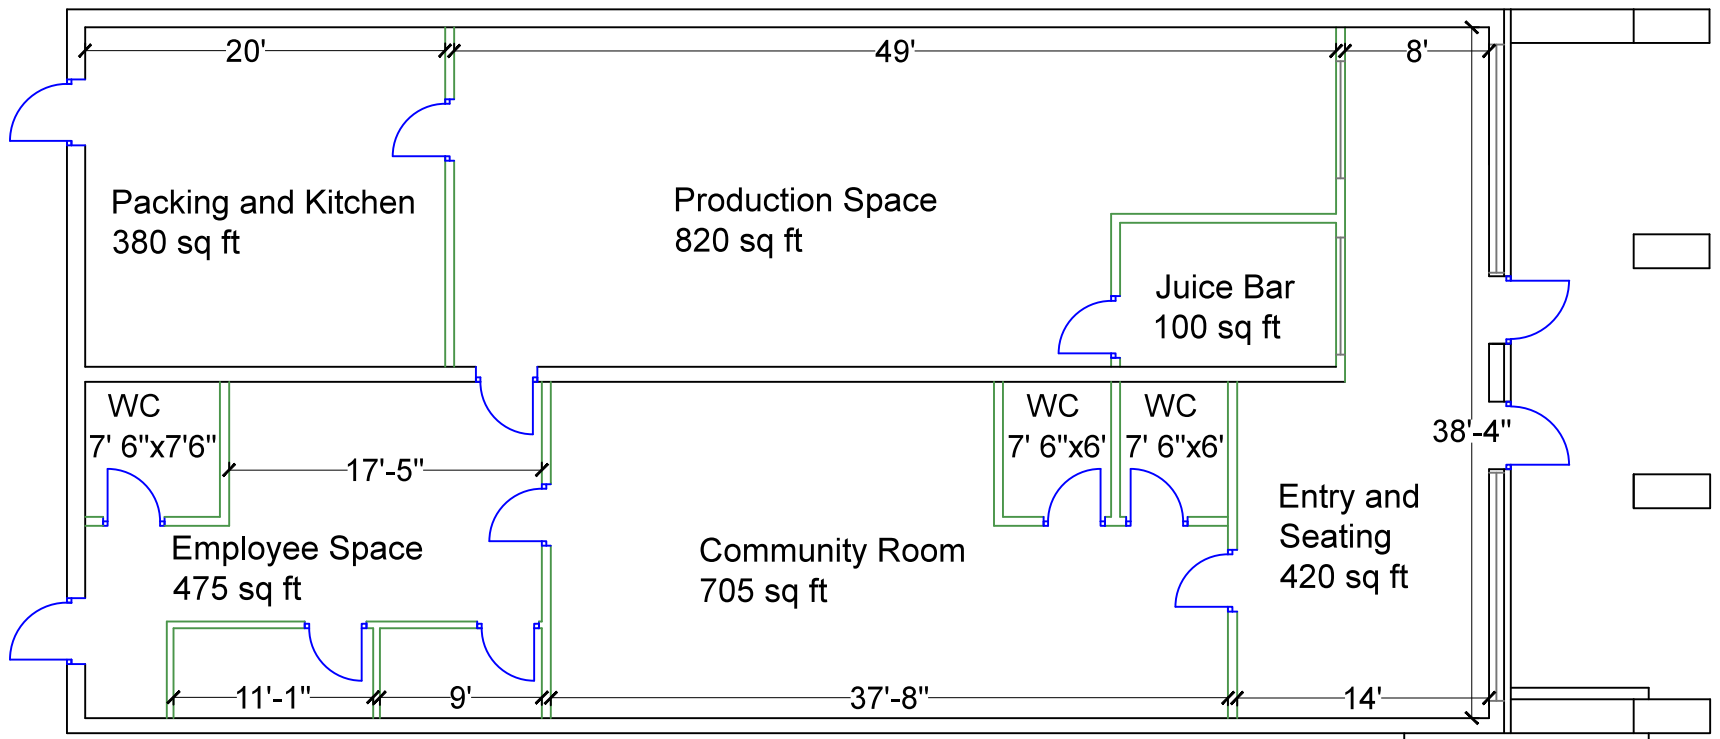 20'
49'
8'
Packing and Kitchen
380 sq ft
Production Space
820 sq ft
Juice Bar
100 sq ft
WC
7' 6"x7'6"
17'-5"
WC
7' 6"x6'
WC
7' 6"x6'
38'-4"
Employee Space
475 sq ft
Community Room
705 sq ft
Entry and
Seating
420 sq ft
11'-1"
9'
37'-8"
14'